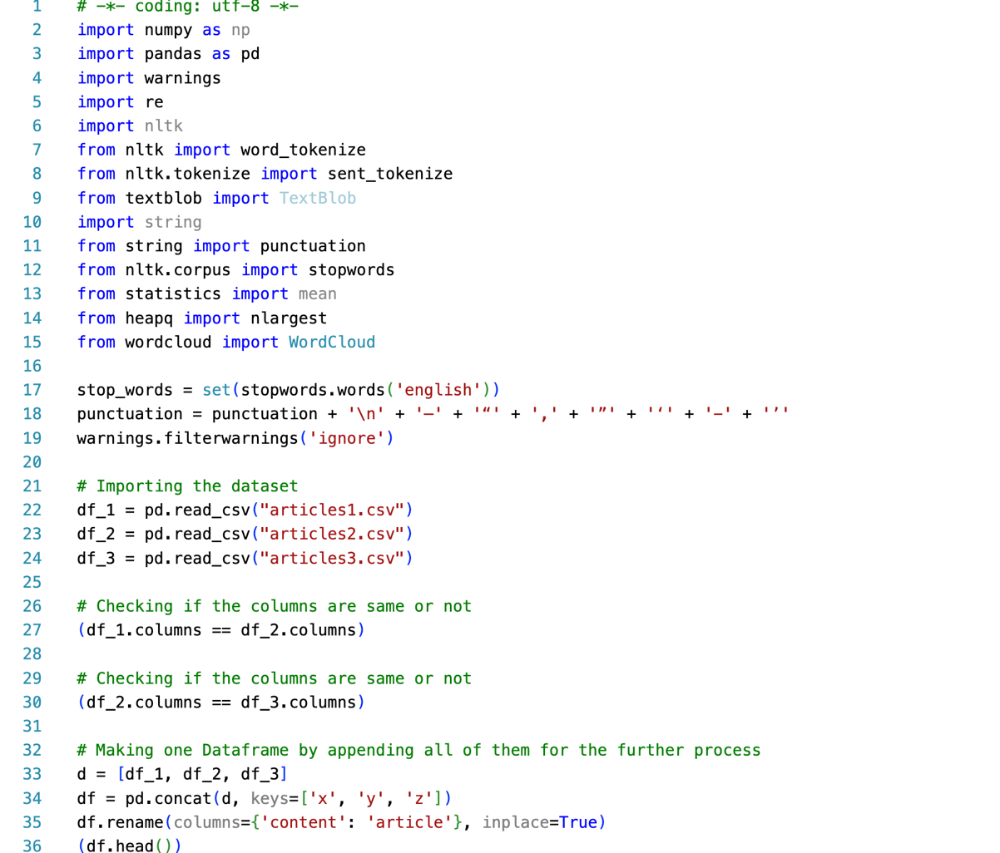 1 # -*- coding: utf-8 -*-
2 import numpy as np
3 import pandas as pd
4 import warnings
5 import re
6 import nltk
7 from nltk import word_tokenize
8 from nltk.tokenize import sent_tokenize
9 from textblob import TextBlob
10 import string
11 from string import punctuation
12 from nltk.corpus import stopwords
13 from statistics import mean
14 from heapq import nlargest
15 from wordcloud import WordCloud
16
17 stop_words = set(stopwords.words('english'))
18 punctuation = punctuation + '\n' + '—' + '“' + ',' + '”' + '‘' + '-' + '’'
19 warnings.filterwarnings('ignore')
20
21 # Importing the dataset
22 df_1 = pd.read_csv("articles1.csv")
23 df_2 = pd.read_csv("articles2.csv")
24 df_3 = pd.read_csv("articles3.csv")
25
26 # Checking if the columns are same or not
27 (df_1.columns == df_2.columns)
28
29 # Checking if the columns are same or not
30 (df_2.columns == df_3.columns)
31
32 # Making one Dataframe by appending all of them for the further process
33 d = [df_1, df_2, df_3]
34 df = pd.concat(d, keys=['x', 'y', 'z'])
35 df.rename(columns={'content': 'article'}, inplace=True)
36 (df.head())